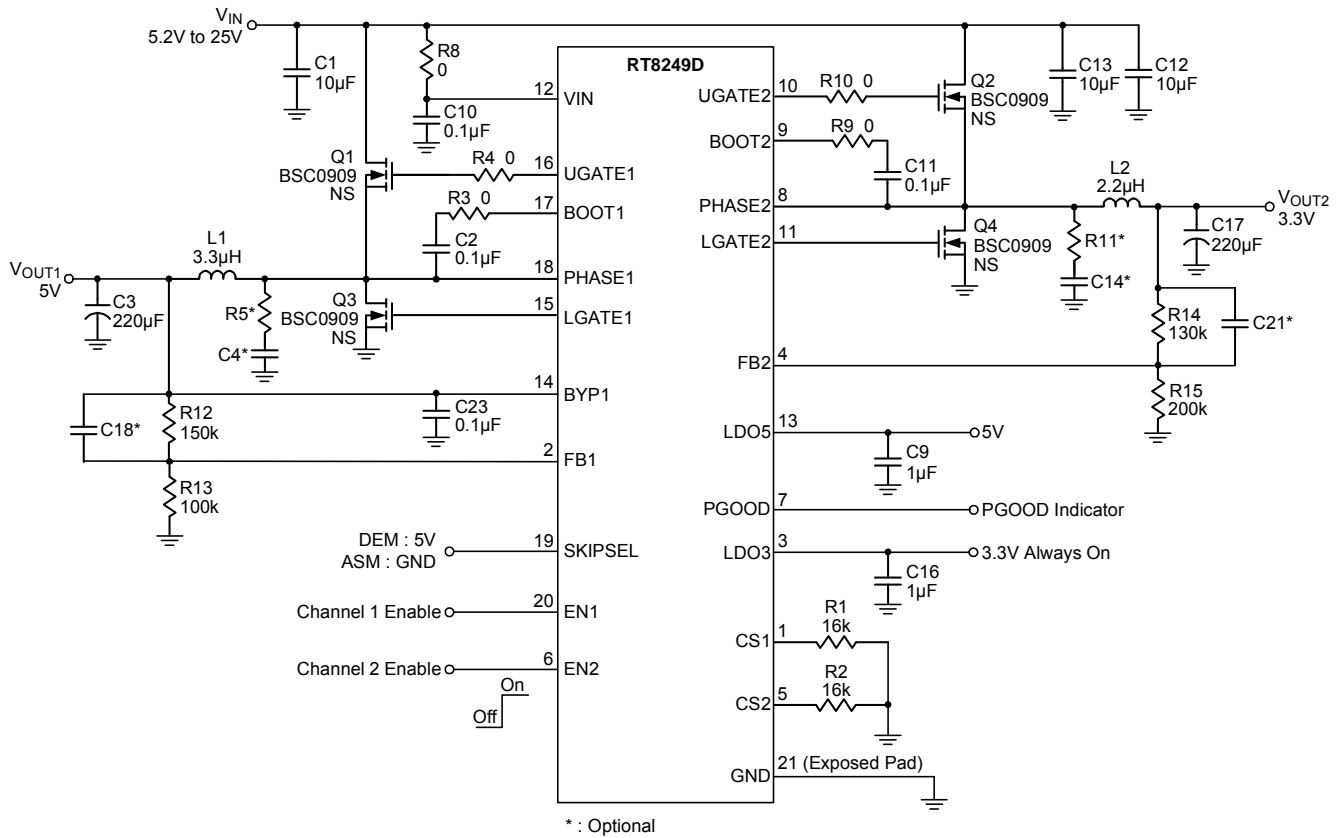 V_IN
5.2V to 25V
C1
10µF
R8
0
C10
0.1µF
12
VIN
RT8249D
UGATE2
10
R10 0
Q2
BSC0909
NS
C13
10µF
C12
10µF
BOOT2
9
R9 0
C11
0.1µF
Q1
BSC0909
NS
R4 0
16
UGATE1
R3 0
17
BOOT1
C2
0.1µF
PHASE2
8
L2
2.2µH
V_OUT2
3.3V
C17
220µF
LGATE2
11
Q4
BSC0909
NS
R11*
C14*
V_OUT1
5V
L1
3.3µH
18
PHASE1
C3
220µF
R5*
C4*
Q3
BSC0909
NS
15
LGATE1
R14
130k
C21*
FB2
4
R15
200k
14
BYP1
C23
0.1µF
C18*
R12
150k
2
FB1
R13
100k
LDO5
13
5V
C9
1µF
PGOOD
7
PGOOD Indicator
LDO3
3
3.3V Always On
C16
1µF
DEM : 5V
ASM : GND
19
SKIPSEL
Channel 1 Enable
20
EN1
Channel 2 Enable
6
EN2
On
Off
CS1
1
R1
16k
CS2
5
R2
16k
GND
21 (Exposed Pad)
* : Optional